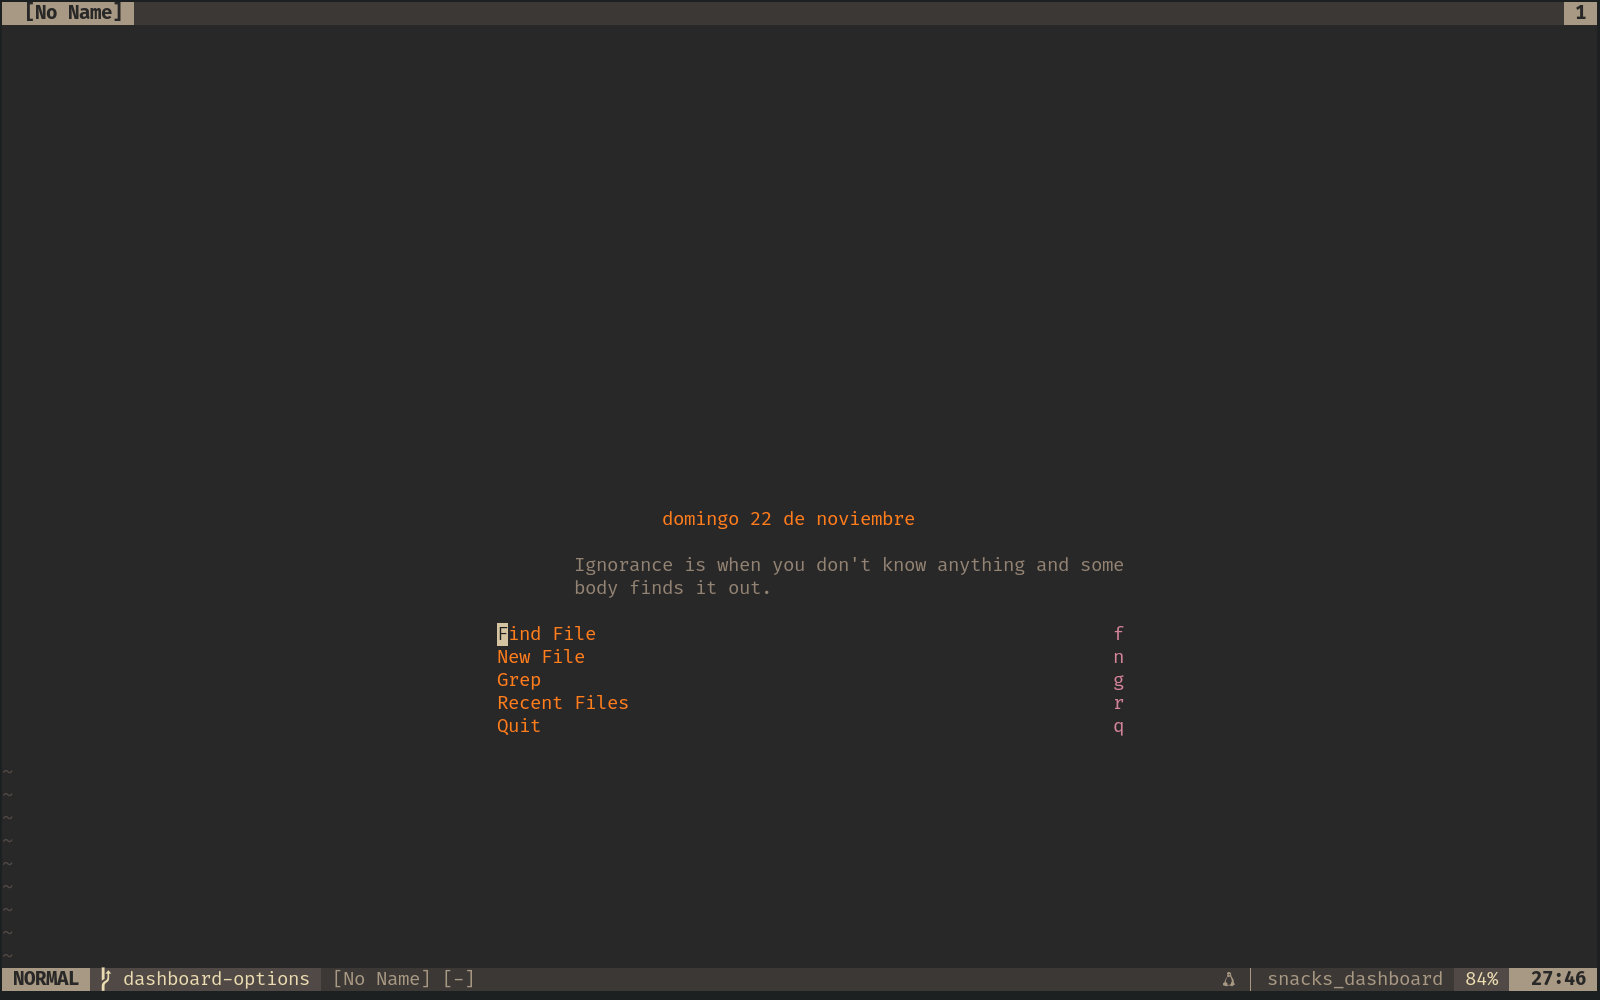 [No Name] 1
domingo 22 de noviembre
Ignorance is when you don't know anything and some
body finds it out.
Find File f
New File n
Grep g
Recent Files r
Quit q
~
~
~
~
~
~
~
~
~
NORMAL dashboard-options [No Name] [-] snacks_dashboard 84% 27:46